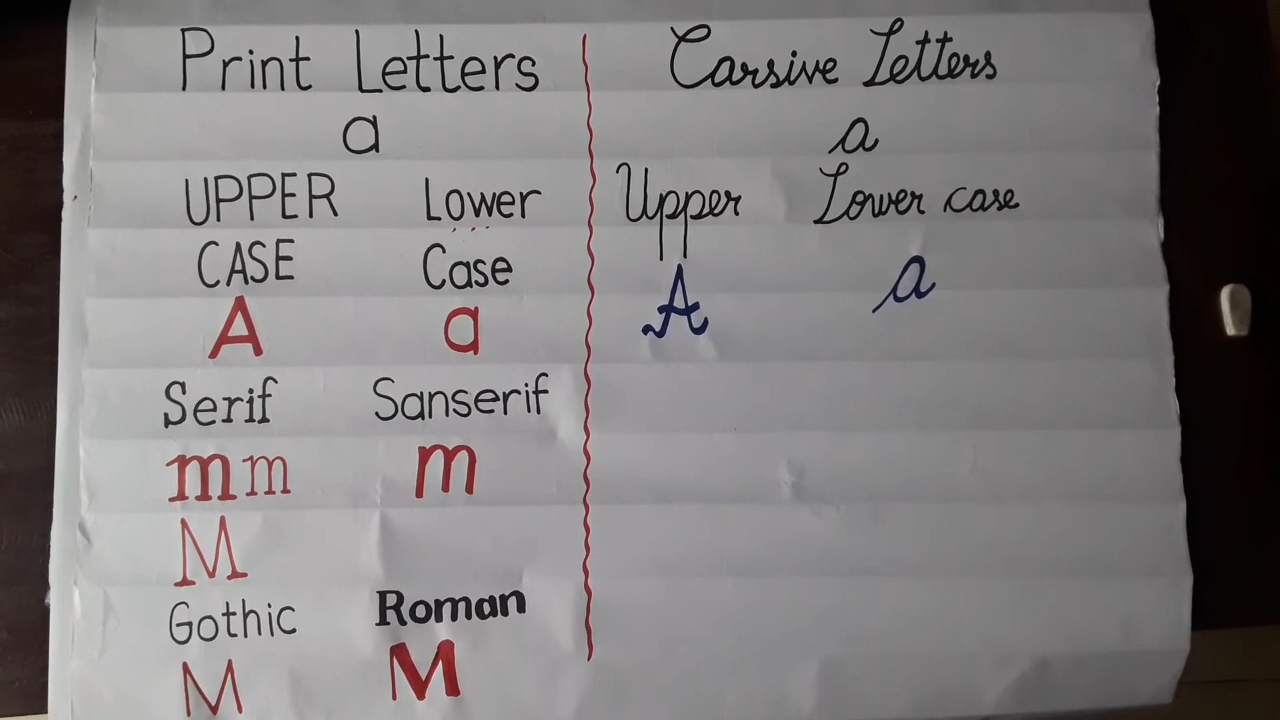 Print Letters
a
UPPER Lower
CASE Case
A a
Serif Sanserif
mm m
M
Gothic Roman
M M
Carsive Letters
a
Upper Lower case
A a